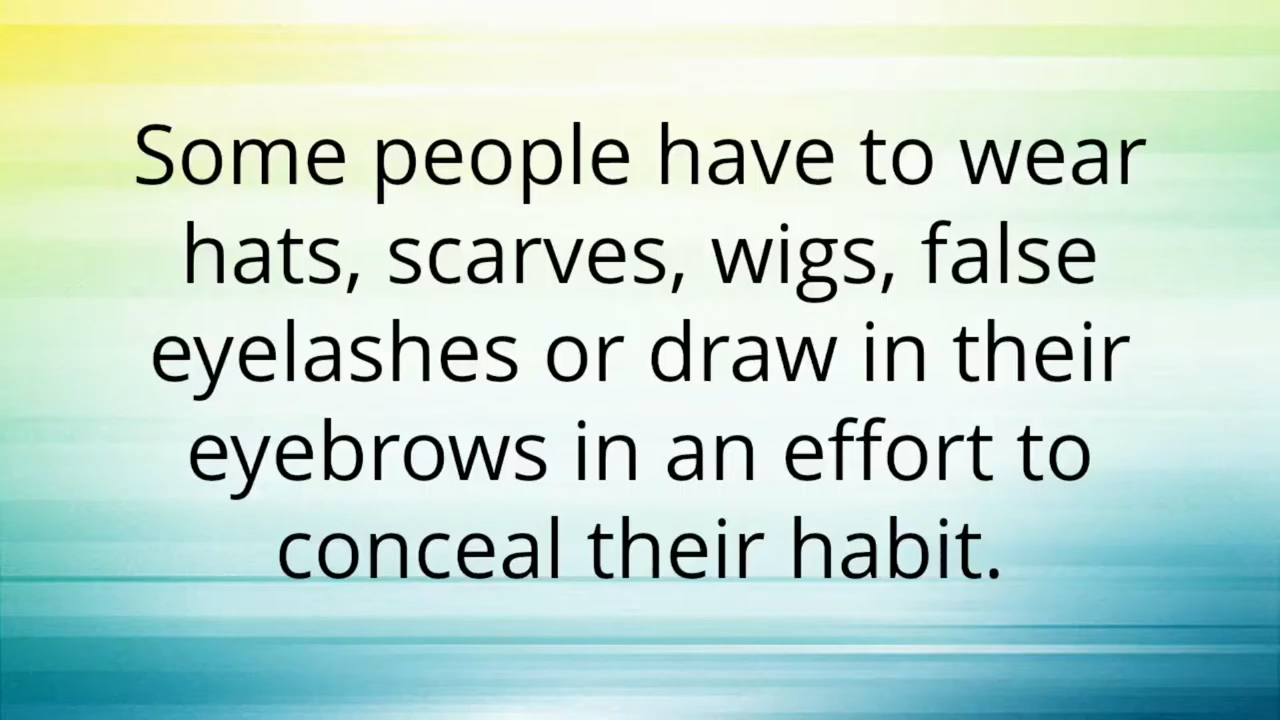 Some people have to wear
hats, scarves, wigs, false
eyelashes or draw in their
eyebrows in an effort to
conceal their habit.